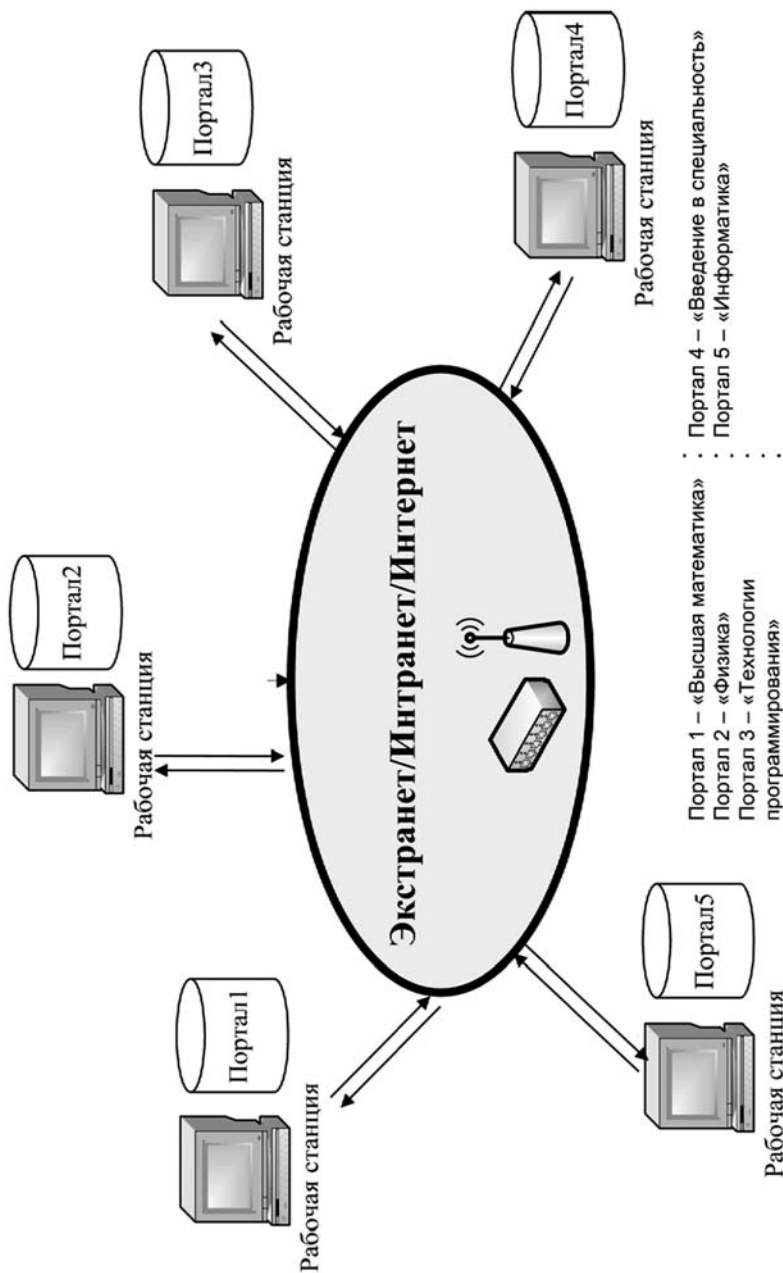 Портал2
Рабочая станция
Портал1
Рабочая станция
Портал3
Рабочая станция
Экстранет/Интранет/Интернет
Портал5
Рабочая станция
Портал4
Рабочая станция
Портал 1 – «Высшая математика»
Портал 2 – «Физика»
Портал 3 – «Технологии
программирования»
Портал 4 – «Введение в специальность»
Портал 5 – «Информатика»